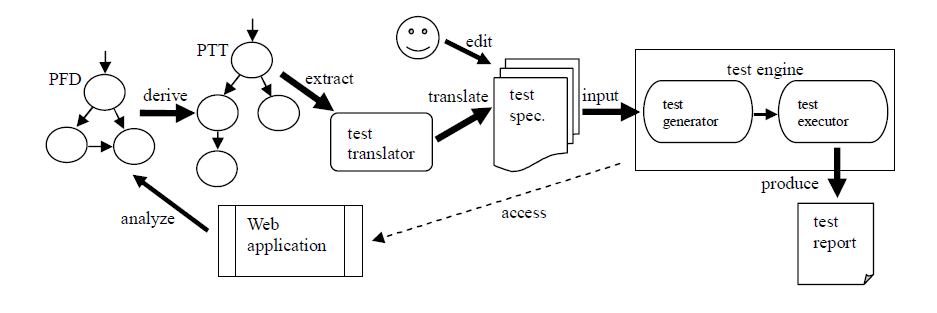 PFD
derive
PTT
extract
edit
translate
test
translator
test
spec.
input
test engine
test
generator
test
executor
produce
test
report
access
analyze
Web
application